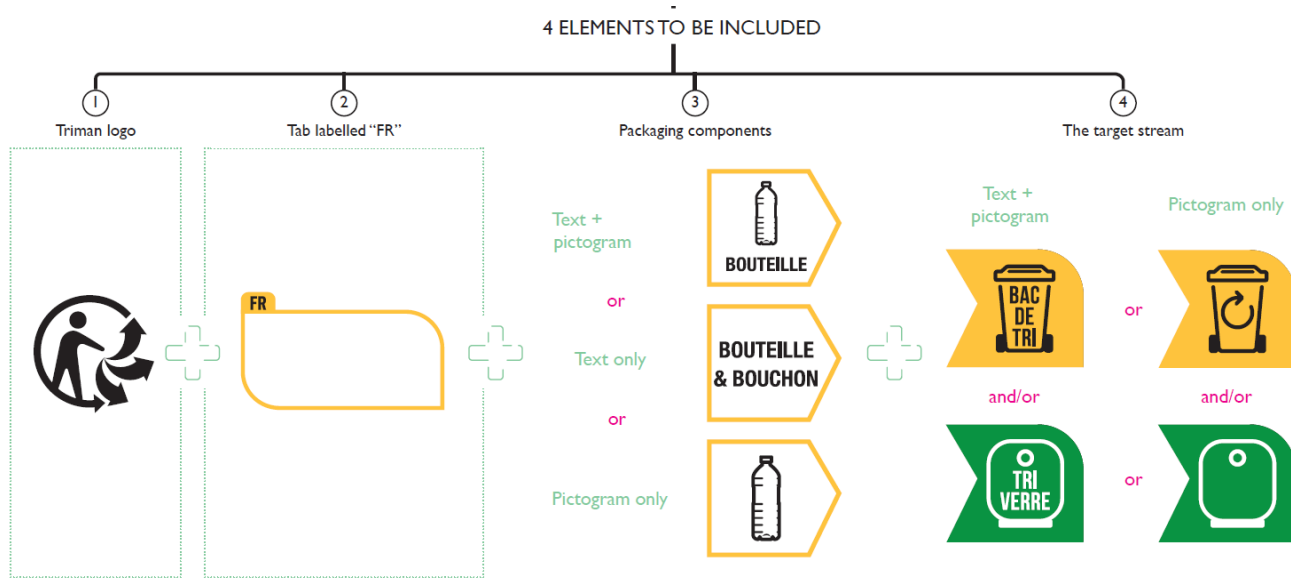 4 ELEMENTS TO BE INCLUDED
1
Triman logo
2
Tab labelled “FR”
3
Packaging components
4
The target stream
FR
Text +
pictogram
or
Text only
or
Pictogram only
BOUTEILLE
BOUTEILLE
& BOUCHON
Text +
pictogram
Pictogram only
BAC
DE
TRI
or
and/or
and/or
TRI
VERRE
or